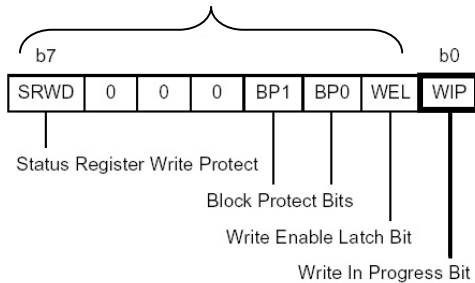 b7 b0
SRWD 0 0 0 BP1 BP0 WEL WIP
Status Register Write Protect
Block Protect Bits
Write Enable Latch Bit
Write In Progress Bit